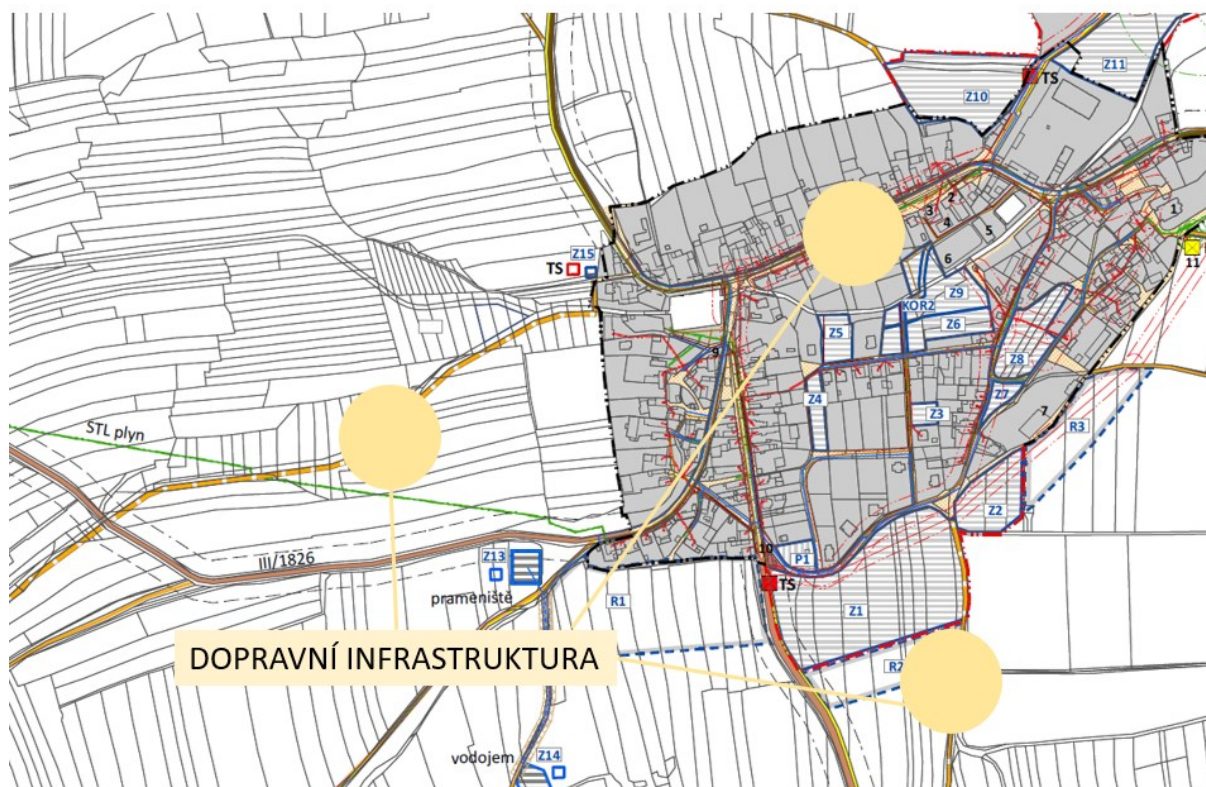 Z11
TS
Z10
1
2
3
4
5
6
11
TS
Z15
Z9
KOR2
Z5
Z6
9
Z8
Z4
Z7
Z3
7
R3
STL plyn
Z2
III/1826
10
P1
Z13
TS
prameniště
R1
Z1
DOPRAVNÍ INFRASTRUKTURA
R2
vodojem
Z14